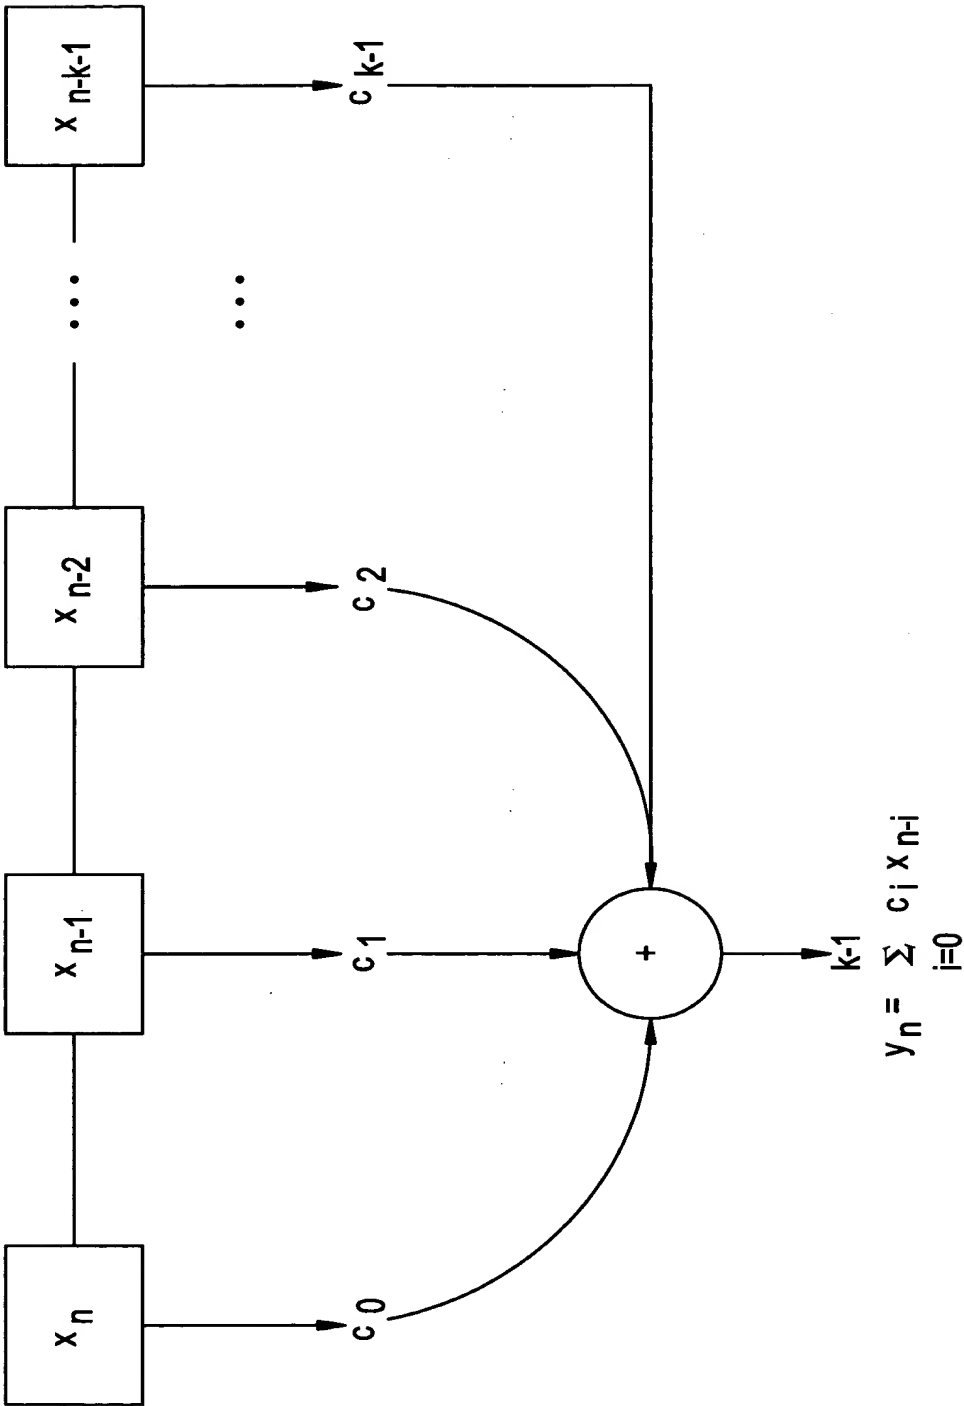 x n
x n-1
x n-2
...
x n-k-1
c 0
c 1
c 2
...
c k-1
+
k-1
y n = Σ c i x n-i
i=0